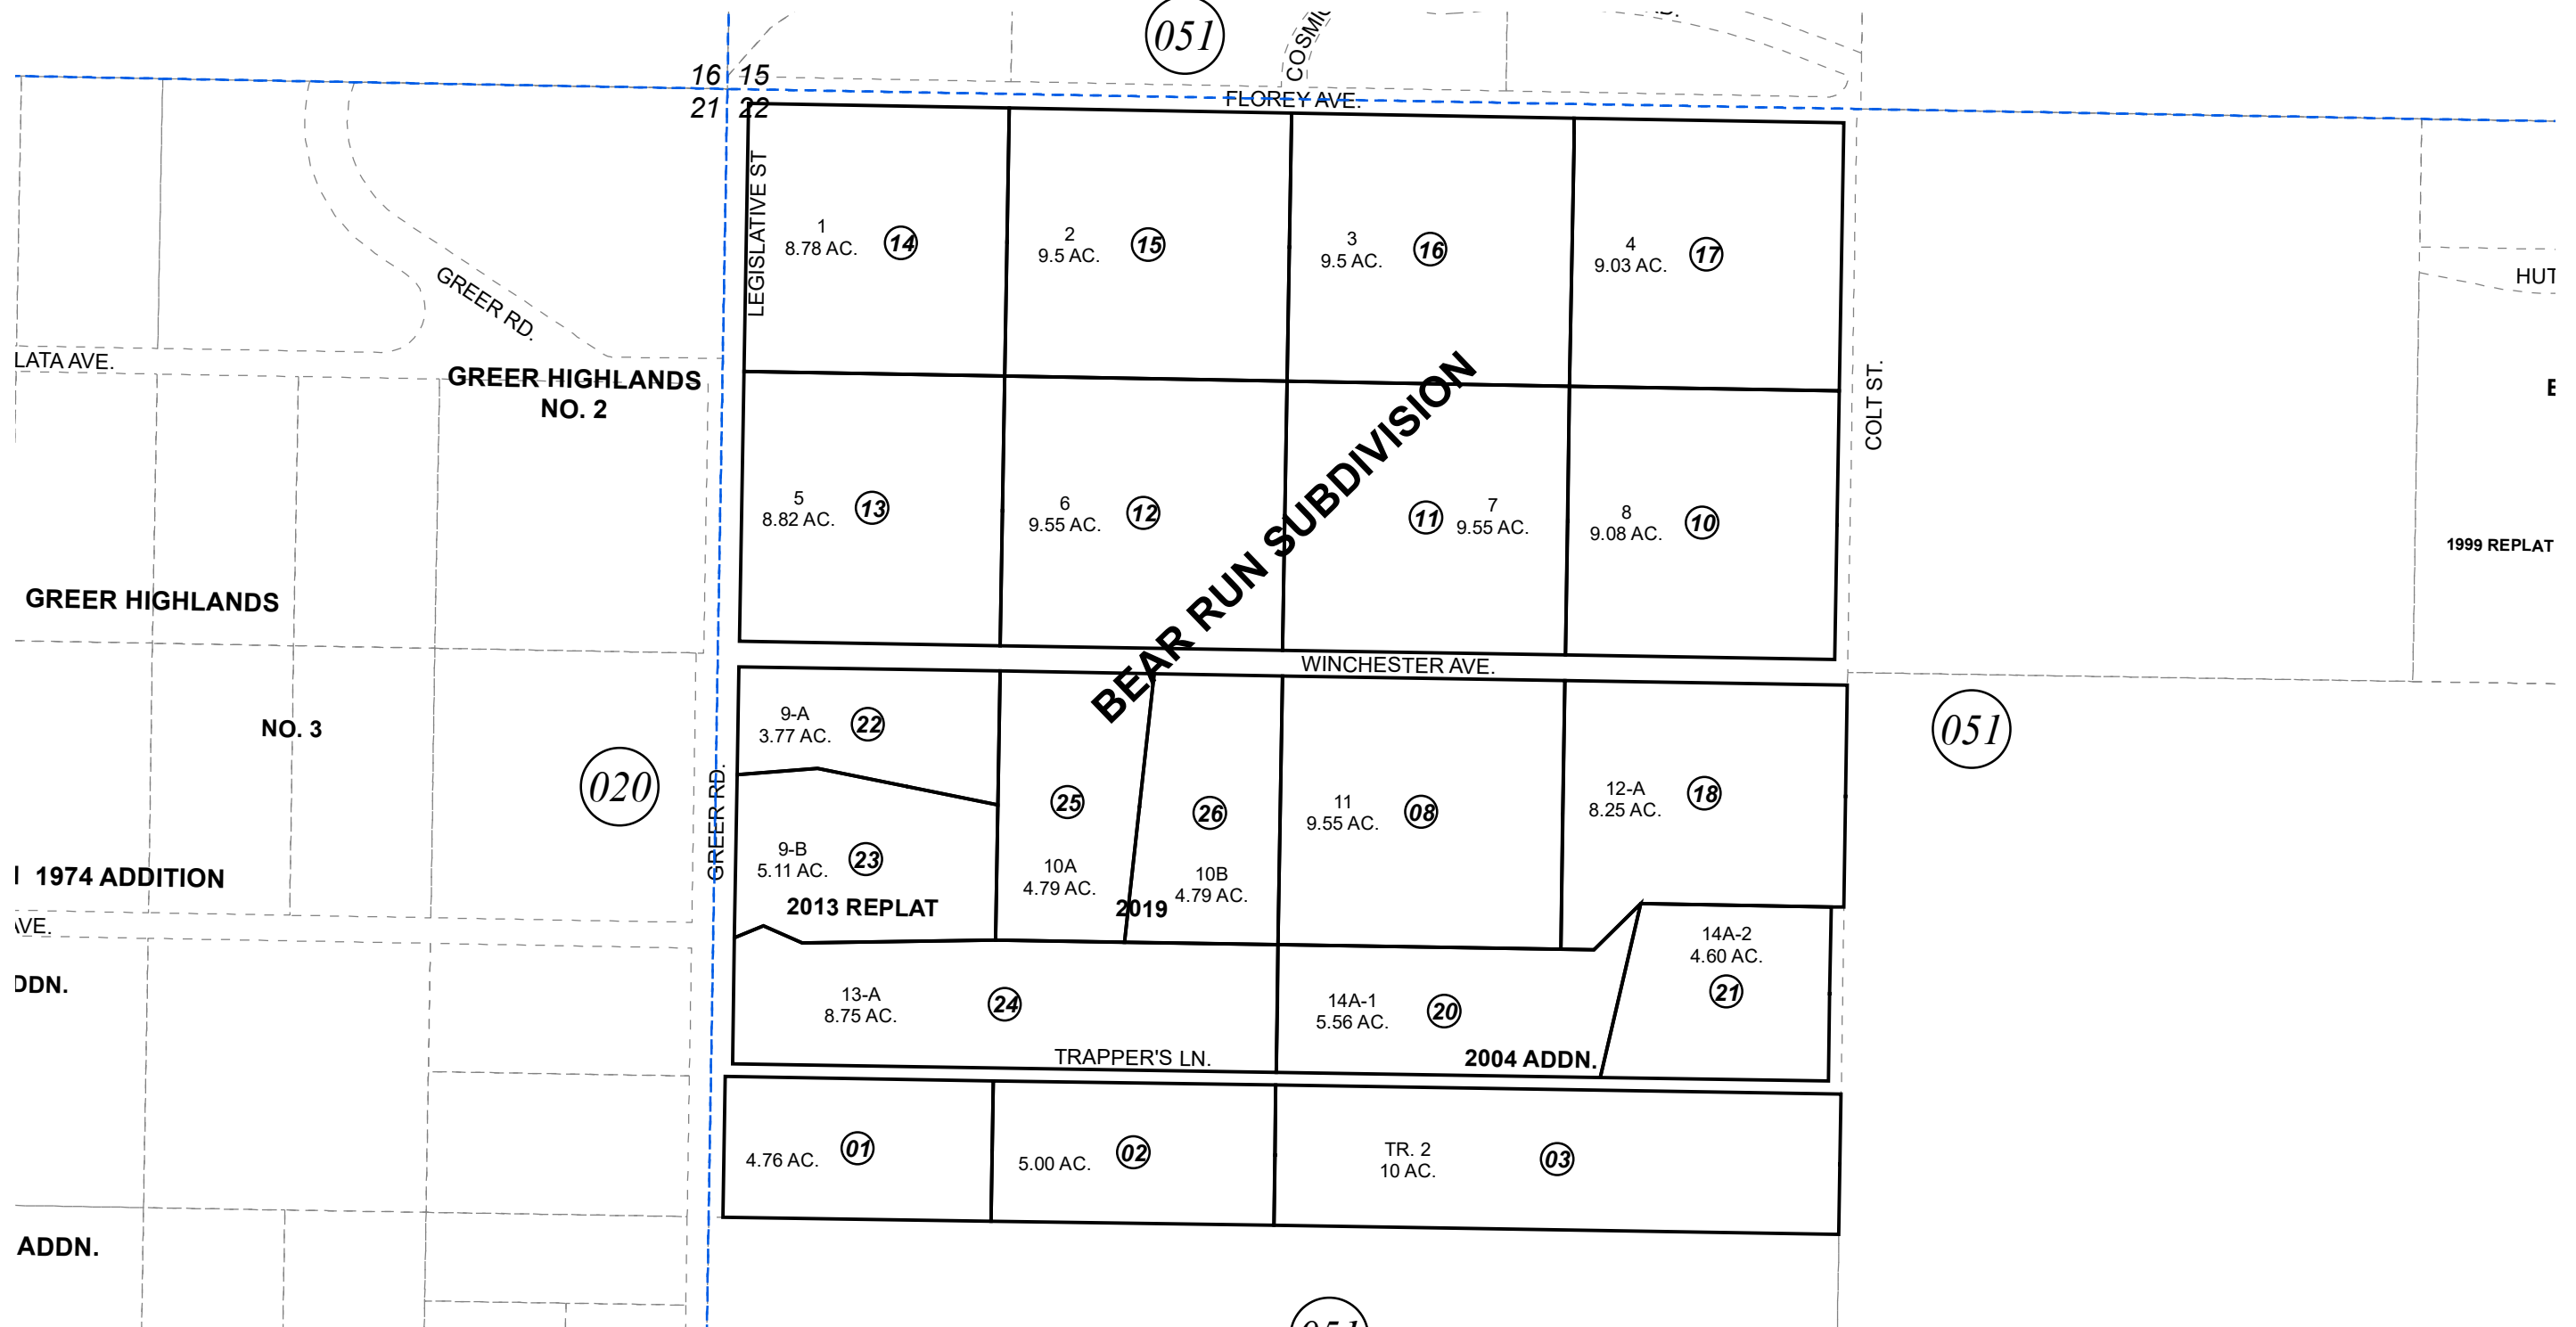 051
COSMIC
16 15
21 22
FLOREY AVE.
LEGISLATIVE ST
1
8.78 AC.
14
2
9.5 AC.
15
3
9.5 AC.
16
4
9.03 AC.
17
GREER RD.
HUT
LATA AVE.
GREER HIGHLANDS
NO. 2
COLT ST.
BEAR RUN SUBDIVISION
5
8.82 AC.
13
6
9.55 AC.
12
11
7
9.55 AC.
8
9.08 AC.
10
1999 REPLAT
GREER HIGHLANDS
NO. 3
WINCHESTER AVE.
020
051
GREER RD.
9-A
3.77 AC.
22
25
10A
4.79 AC.
26
10B
4.79 AC.
11
9.55 AC.
08
12-A
8.25 AC.
18
9-B
5.11 AC.
23
2013 REPLAT
2019
1974 ADDITION
AVE.
DDN.
14A-2
4.60 AC.
21
13-A
8.75 AC.
24
14A-1
5.56 AC.
20
TRAPPER'S LN.
2004 ADDN.
4.76 AC.
01
5.00 AC.
02
TR. 2
10 AC.
03
ADDN.
051